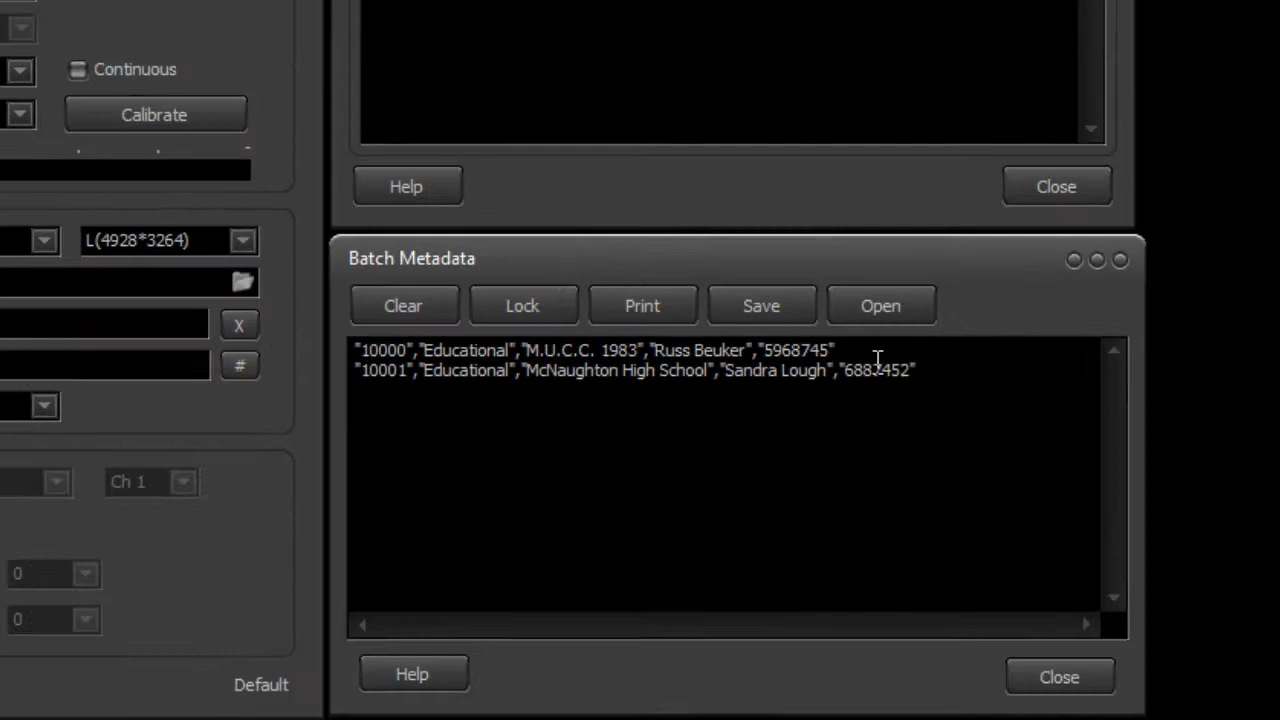 Continuous
Calibrate
Help
Close
L(4928*3264)
X
#
Ch 1
0
0
Default
Batch Metadata
Clear
Lock
Print
Save
Open
"10000","Educational","M.U.C.C. 1983","Russ Beuker","5968745"
"10001","Educational","McNaughton High School","Sandra Lough",
Help
Close